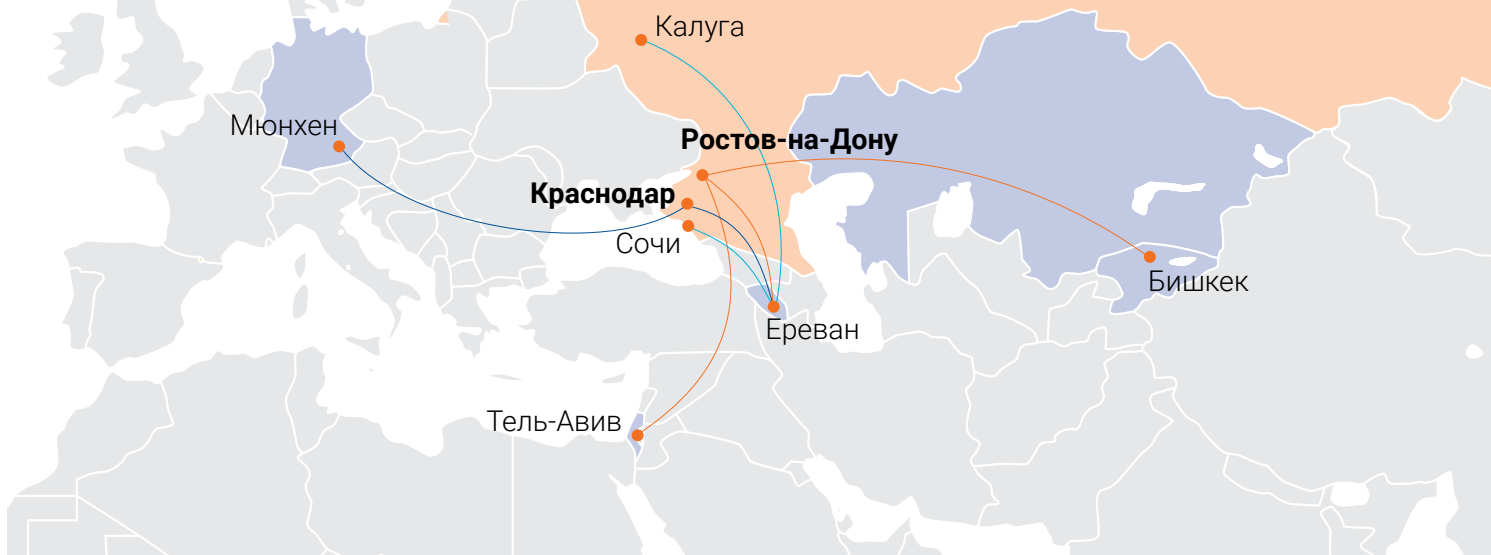 Калуга
Мюнхен
Ростов-на-Дону
Краснодар
Сочи
Бишкек
Ереван
Тель-Авив